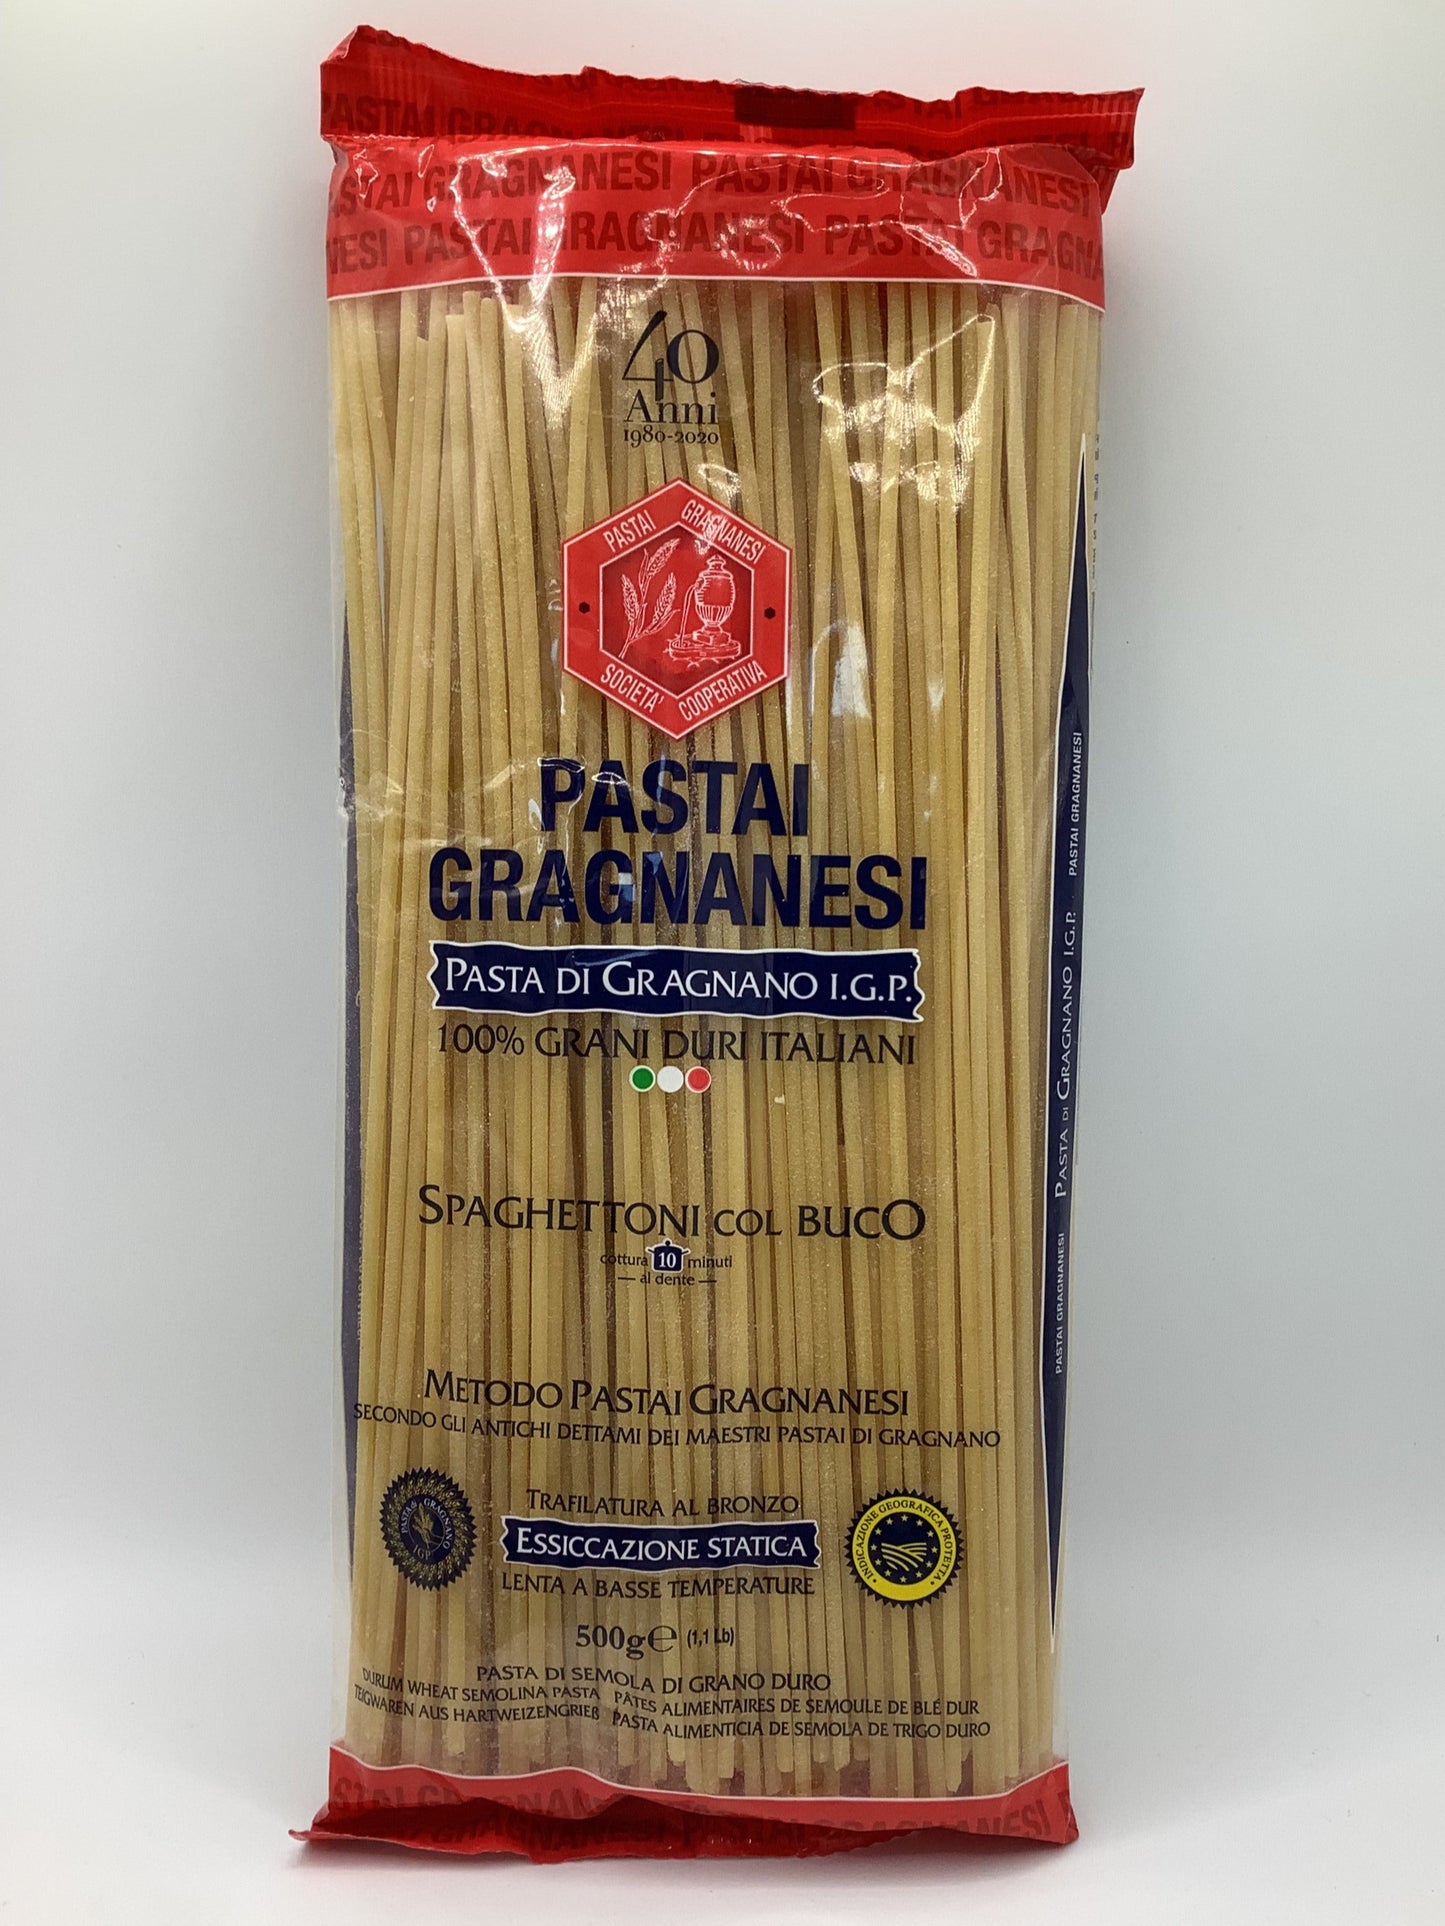 PASTAI GRAGNANESI PASTAI GRAGNANESI
PASTAI GRAGNANESI PASTAI
40
Anni
1980-2020
PASTAI GRAGNANESI
SOCIETA' COOPERATIVA
PASTAI
GRAGNANESI
PASTA DI GRAGNANO I.G.P.
100% GRANI DURI ITALIANI
SPAGHETTONI COL BUCO
cottura 10 minuti
— al dente —
METODO PASTAI GRAGNANESI
SECONDO GLI ANTICHI DETTAMI DEI MAESTRI PASTAI DI GRAGNANO
PASTA di GRAGNANO
IGP
TRAFILATURA AL BRONZO
ESSICCAZIONE STATICA
LENTA A BASSE TEMPERATURE
INDICAZIONE GEOGRAFICA PROTETTA
500g℮ (1,1 Lb)
PASTA DI SEMOLA DI GRANO DURO
DURUM WHEAT SEMOLINA PASTA PÂTES ALIMENTAIRES DE SEMOULE DE BLÉ DUR
TEIGWAREN AUS HARTWEIZENGRIEß PASTA ALIMENTICIA DE SEMOLA DE TRIGO DURO
PASTAI GRAGNANESI PASTA DI GRAGNANO I.G.P. PASTAI GRAGNANESI